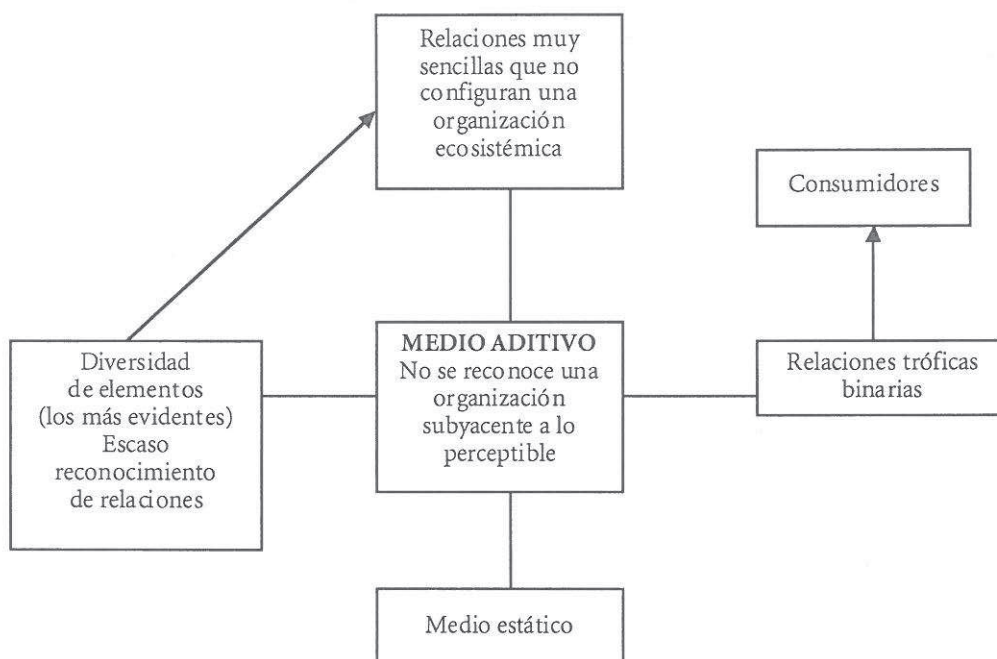 Relaciones muy
sencillas que no
configuran una
organización
ecosistémica
Consumidores
Diversidad
de elementos
(los más evidentes)
Escaso
reconocimiento
de relaciones
MEDIO ADITIVO
No se reconoce una
organización
subyacente a lo
perceptible
Relaciones tróficas
binarias
Medio estático